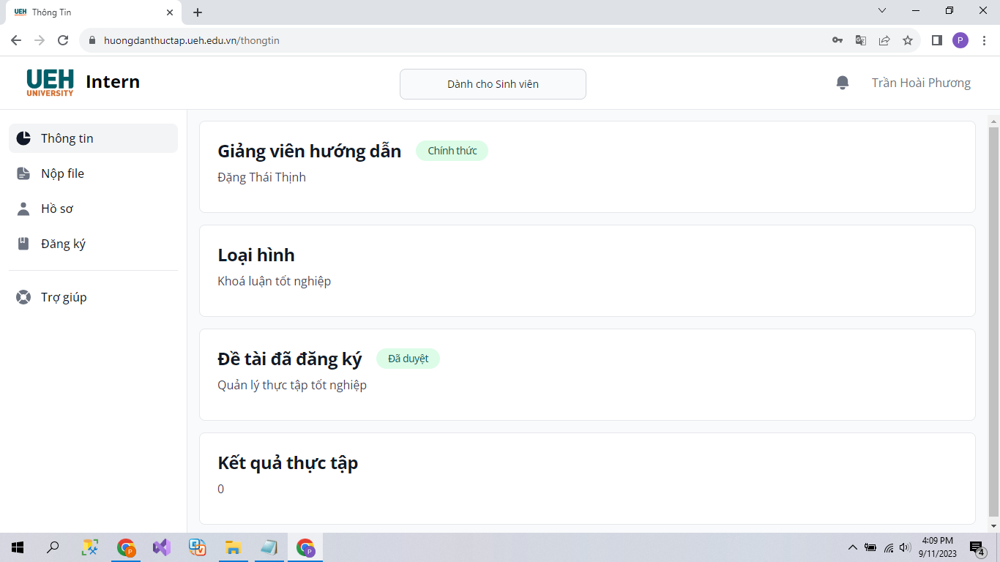 UEH Thông Tin
huongdanthuctap.ueh.edu.vn/thongtin
P
UEH
UNIVERSITY
Intern
Dành cho Sinh viên
Trần Hoài Phương
Thông tin
Nộp file
Hồ sơ
Đăng ký
Trợ giúp
Giảng viên hướng dẫn
Chính thức
Đặng Thái Thịnh
Loại hình
Khoá luận tốt nghiệp
Đề tài đã đăng ký
Đã duyệt
Quản lý thực tập tốt nghiệp
Kết quả thực tập
0
P
E
V
P
4:09 PM
9/11/2023
4